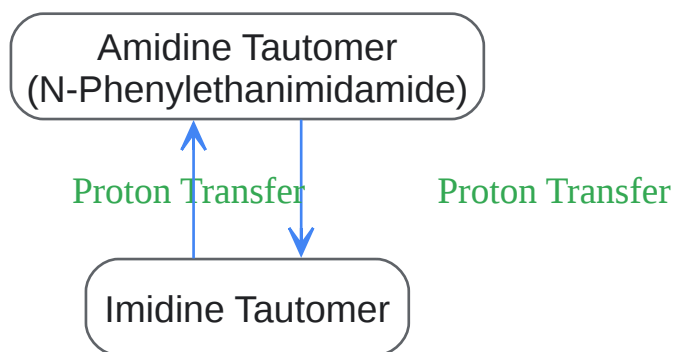 Amidine Tautomer
(N-Phenylethanimidamide)
Proton Transfer
Proton Transfer
Imidine Tautomer